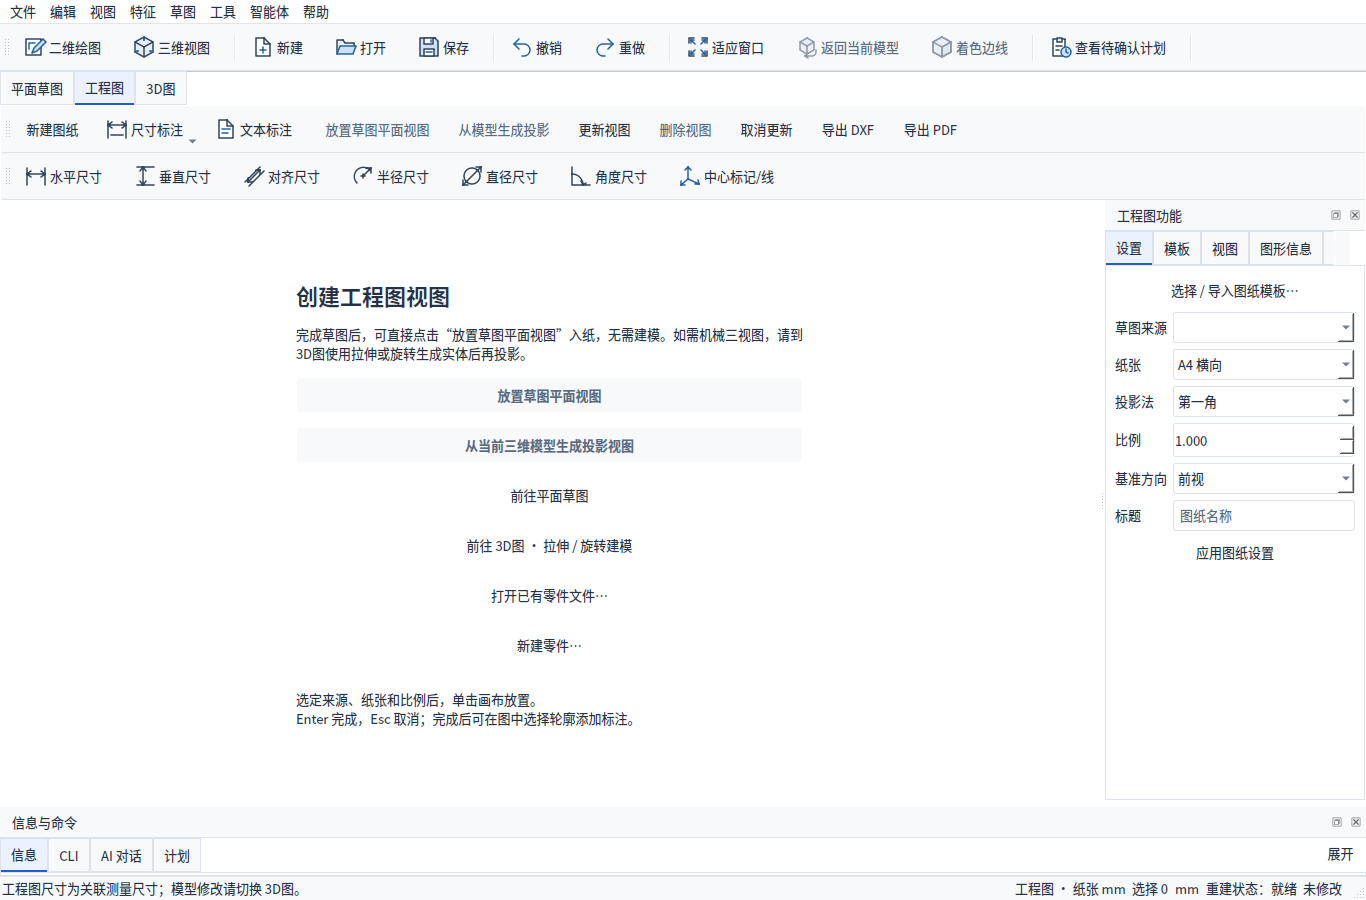 文件 编辑 视图 特征 草图 工具 智能体 帮助
二维绘图 三维视图 新建 打开 保存 撤销 重做 适应窗口 返回当前模型 着色边线 查看待确认计划
平面草图 工程图 3D图
新建图纸 尺寸标注 文本标注 放置草图平面视图 从模型生成投影 更新视图 删除视图 取消更新 导出 DXF 导出 PDF
水平尺寸 垂直尺寸 对齐尺寸 半径尺寸 直径尺寸 角度尺寸 中心标记/线
创建工程图视图
完成草图后，可直接点击“放置草图平面视图”入纸，无需建模。如需机械三视图，请到
3D图使用拉伸或旋转生成实体后再投影。
放置草图平面视图
从当前三维模型生成投影视图
前往平面草图
前往 3D图 · 拉伸 / 旋转建模
打开已有零件文件…
新建零件…
选定来源、纸张和比例后，单击画布放置。
Enter 完成，Esc 取消；完成后可在图中选择轮廓添加标注。
工程图功能
设置 模板 视图 图形信息
选择 / 导入图纸模板…
草图来源
纸张 A4 横向
投影法 第一角
比例 1.000
基准方向 前视
标题 图纸名称
应用图纸设置
信息与命令
信息 CLI AI 对话 计划 展开
工程图尺寸为关联测量尺寸；模型修改请切换 3D图。 工程图 · 纸张 mm 选择 0 mm 重建状态：就绪 未修改